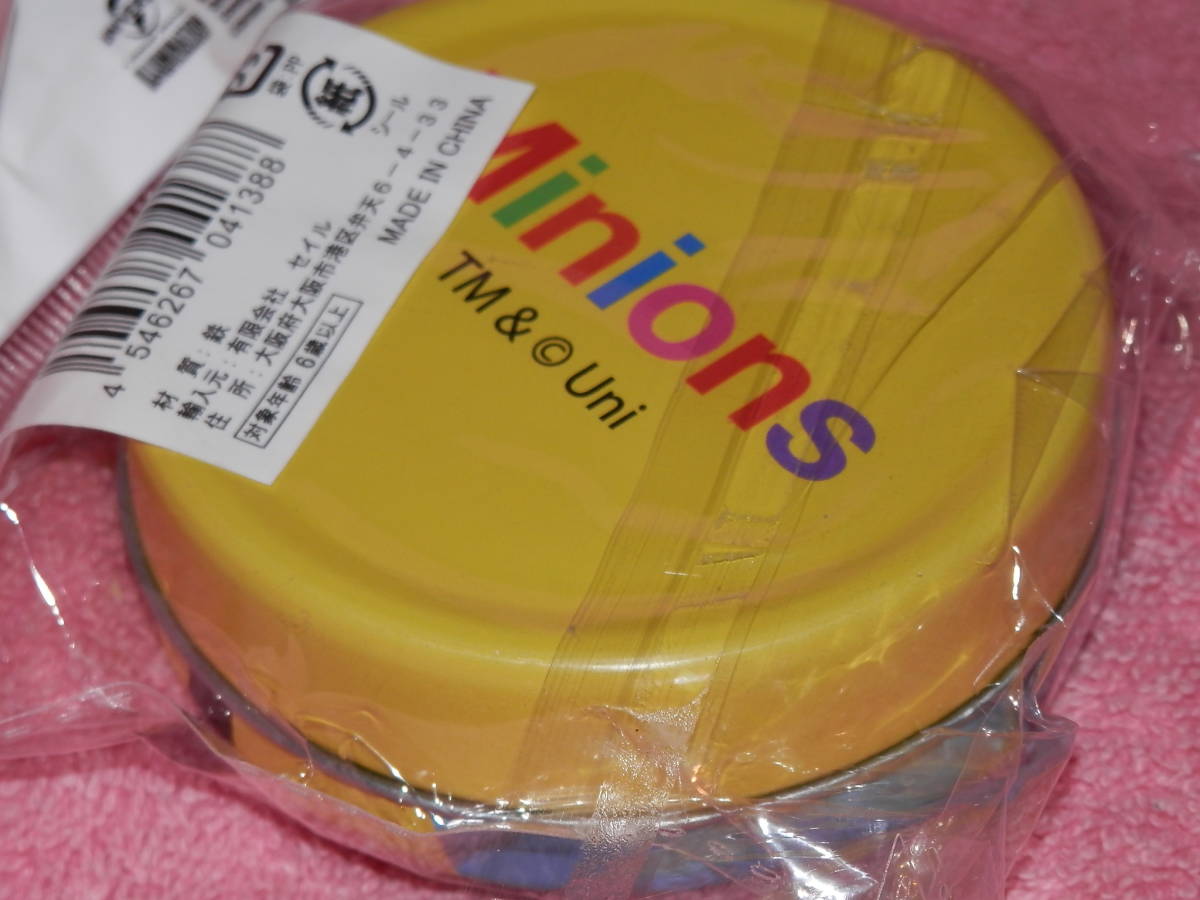 Minions
TM & © Uni
袋:PP
紙
シール
4 546267 041388
材 質:鉄
輸入元:有限会社 セイル
住 所:大阪府大阪市港区弁天6-4-33
MADE IN CHINA
対象年齢 6歳以上